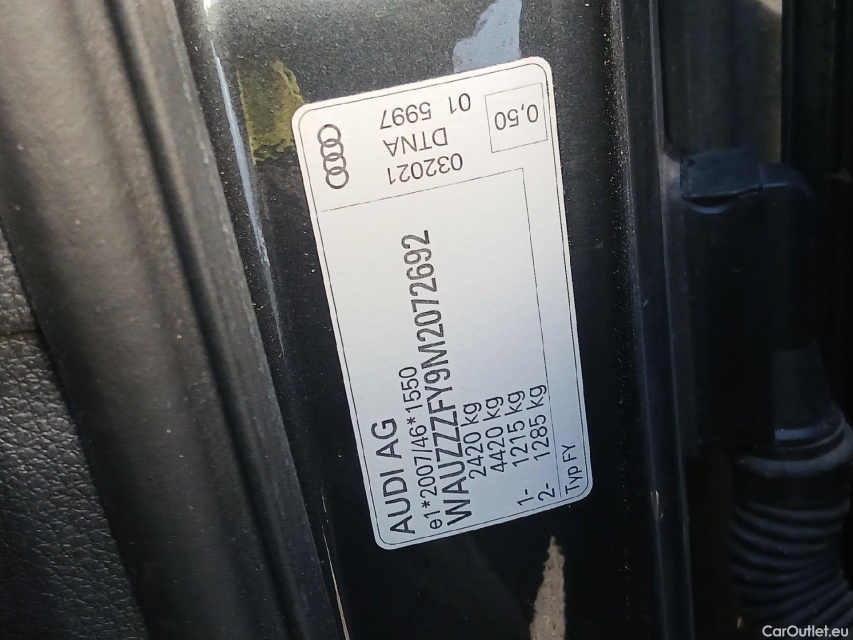 AUDI AG
e1*2007/46*1550
WAUZZZFY9M2072692
2420 kg
4420 kg
1- 1215 kg
2- 1285 kg
Typ FY
032021
DTNA
01 5997
0,50
CarOutlet.eu